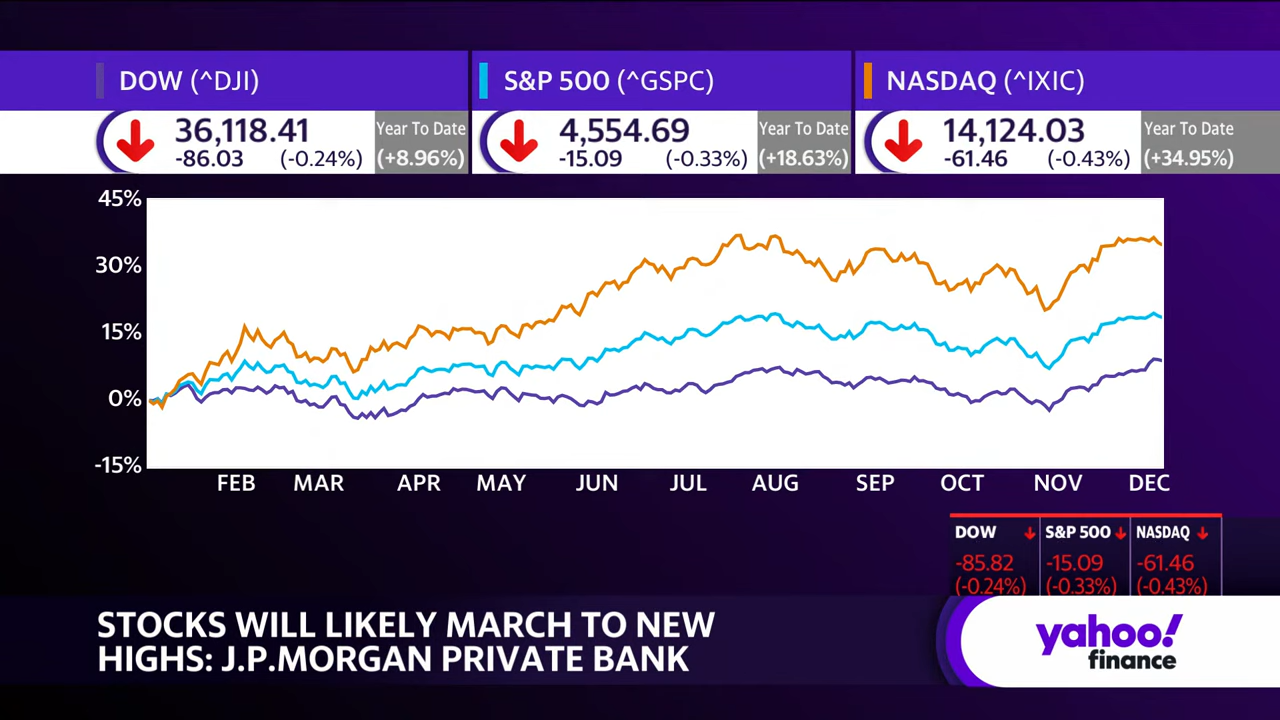 DOW (^DJI)
36,118.41
-86.03 (-0.24%)
Year To Date
(+8.96%)
S&P 500 (^GSPC)
4,554.69
-15.09 (-0.33%)
Year To Date
(+18.63%)
NASDAQ (^IXIC)
14,124.03
-61.46 (-0.43%)
Year To Date
(+34.95%)
45%
30%
15%
0%
-15%
FEB MAR APR MAY JUN JUL AUG SEP OCT NOV DEC
DOW
-85.82
(-0.24%)
S&P 500
-15.09
(-0.33%)
NASDAQ
-61.46
(-0.43%)
STOCKS WILL LIKELY MARCH TO NEW
HIGHS: J.P.MORGAN PRIVATE BANK
yahoo!
finance